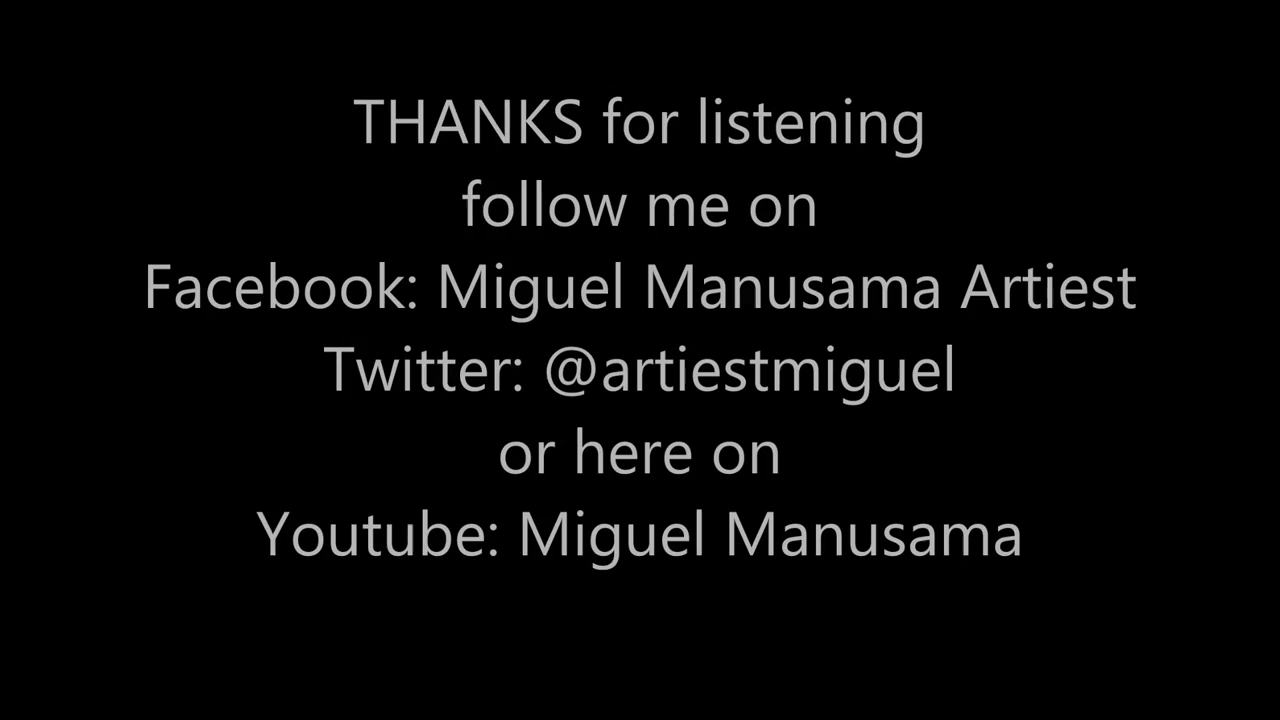 THANKS for listening
follow me on
Facebook: Miguel Manusama Artiest
Twitter: @artiestmiguel
or here on
Youtube: Miguel Manusama